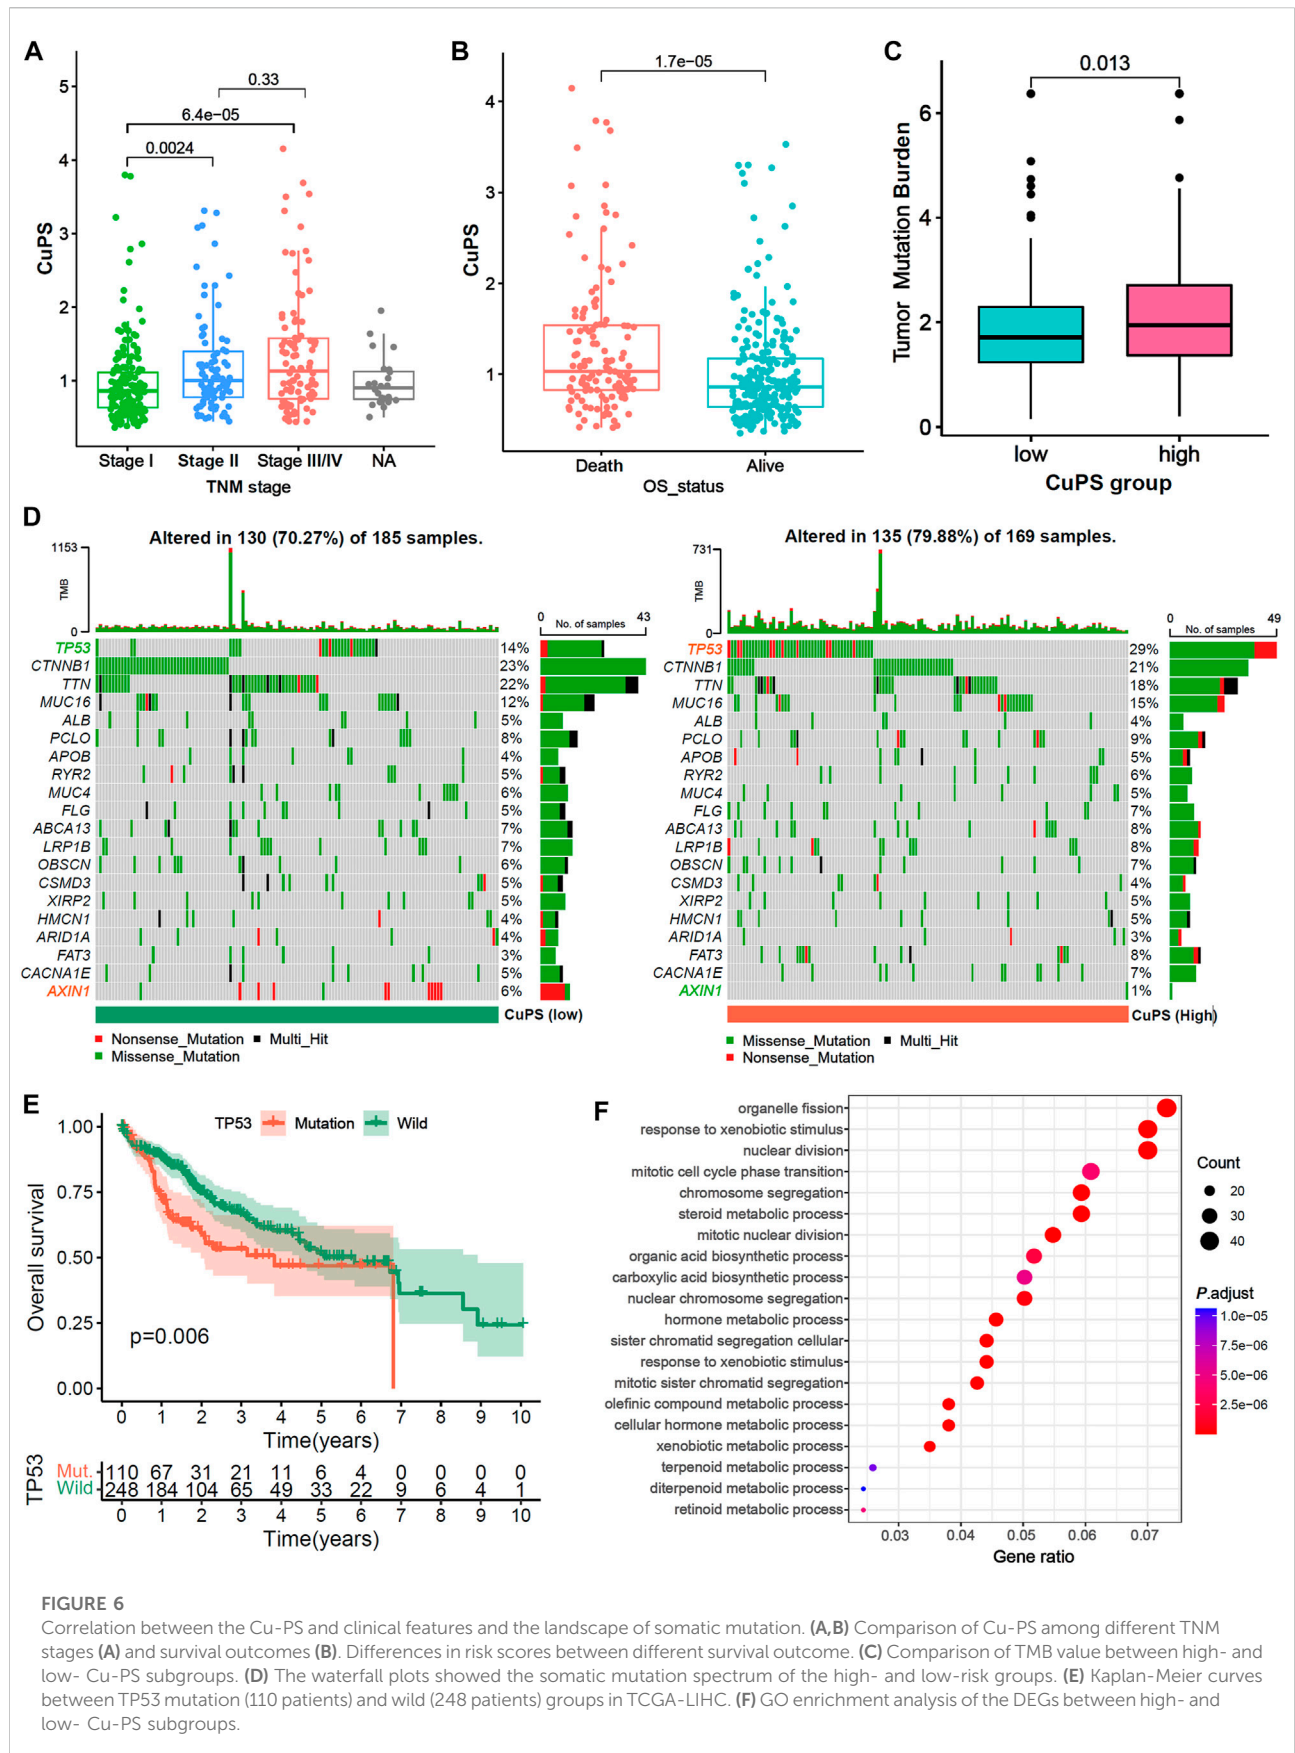 A
CuPS
5
4
3
2
1
0.33
6.4e−05
0.0024
Stage I Stage II Stage III/IV NA
TNM stage
B
CuPS
4
3
2
1
1.7e−05
Death Alive
OS_status
C
Tumor Mutation Burden
6
4
2
0
0.013
low high
CuPS group
D
Altered in 130 (70.27%) of 185 samples.
1153
TMB
0
0 43
No. of samples
TP53 14%
CTNNB1 23%
TTN 22%
MUC16 12%
ALB 5%
PCLO 8%
APOB 4%
RYR2 5%
MUC4 6%
FLG 5%
ABCA13 7%
LRP1B 7%
OBSCN 6%
CSMD3 5%
XIRP2 5%
HMCN1 4%
ARID1A 4%
FAT3 3%
CACNA1E 5%
AXIN1 6%
CuPS (low)
Nonsense_Mutation Multi_Hit
Missense_Mutation
Altered in 135 (79.88%) of 169 samples.
731
TMB
0
0 49
No. of samples
TP53 29%
CTNNB1 21%
TTN 18%
MUC16 15%
ALB 4%
PCLO 9%
APOB 5%
RYR2 6%
MUC4 5%
FLG 7%
ABCA13 8%
LRP1B 8%
OBSCN 7%
CSMD3 4%
XIRP2 5%
HMCN1 5%
ARID1A 3%
FAT3 8%
CACNA1E 7%
AXIN1 1%
CuPS (High)
Missense_Mutation Multi_Hit
Nonsense_Mutation
E
TP53 Mutation Wild
Overall survival
1.00
0.75
0.50
0.25
0.00
p=0.006
0 1 2 3 4 5 6 7 8 9 10
Time(years)
TP53
Mut. 110 67 31 21 11 6 4 0 0 0 0
Wild 248 184 104 65 49 33 22 9 6 4 1
0 1 2 3 4 5 6 7 8 9 10
Time(years)
F
organelle fission
response to xenobiotic stimulus
nuclear division
mitotic cell cycle phase transition
chromosome segregation
steroid metabolic process
mitotic nuclear division
organic acid biosynthetic process
carboxylic acid biosynthetic process
nuclear chromosome segregation
hormone metabolic process
sister chromatid segregation cellular
response to xenobiotic stimulus
mitotic sister chromatid segregation
olefinic compound metabolic process
cellular hormone metabolic process
xenobiotic metabolic process
terpenoid metabolic process
diterpenoid metabolic process
retinoid metabolic process
0.03 0.04 0.05 0.06 0.07
Gene ratio
Count
20
30
40
P.adjust
1.0e−05
7.5e−06
5.0e−06
2.5e−06
FIGURE 6
Correlation between the Cu-PS and clinical features and the landscape of somatic mutation. (A,B) Comparison of Cu-PS among different TNM
stages (A) and survival outcomes (B). Differences in risk scores between different survival outcome. (C) Comparison of TMB value between high- and
low- Cu-PS subgroups. (D) The waterfall plots showed the somatic mutation spectrum of the high- and low-risk groups. (E) Kaplan-Meier curves
between TP53 mutation (110 patients) and wild (248 patients) groups in TCGA-LIHC. (F) GO enrichment analysis of the DEGs between high- and
low- Cu-PS subgroups.